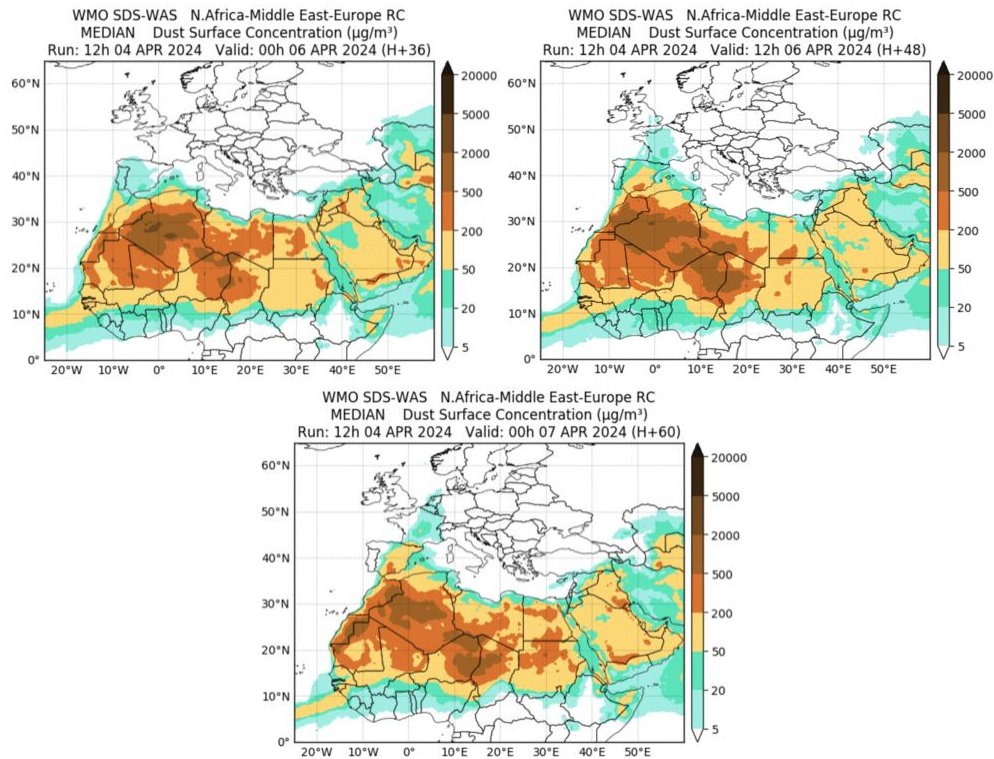 WMO SDS-WAS N.Africa-Middle East-Europe RC
MEDIAN Dust Surface Concentration (µg/m³)
Run: 12h 04 APR 2024 Valid: 00h 06 APR 2024 (H+36)
60°N
50°N
40°N
30°N
20°N
10°N
0°
20°W
10°W
0°
10°E
20°E
30°E
40°E
50°E
20000
5000
2000
500
200
50
20
5
WMO SDS-WAS N.Africa-Middle East-Europe RC
MEDIAN Dust Surface Concentration (µg/m³)
Run: 12h 04 APR 2024 Valid: 12h 06 APR 2024 (H+48)
60°N
50°N
40°N
30°N
20°N
10°N
0°
20°W
10°W
0°
10°E
20°E
30°E
40°E
50°E
20000
5000
2000
500
200
50
20
5
WMO SDS-WAS N.Africa-Middle East-Europe RC
MEDIAN Dust Surface Concentration (µg/m³)
Run: 12h 04 APR 2024 Valid: 00h 07 APR 2024 (H+60)
60°N
50°N
40°N
30°N
20°N
10°N
0°
20°W
10°W
0°
10°E
20°E
30°E
40°E
50°E
20000
5000
2000
500
200
50
20
5